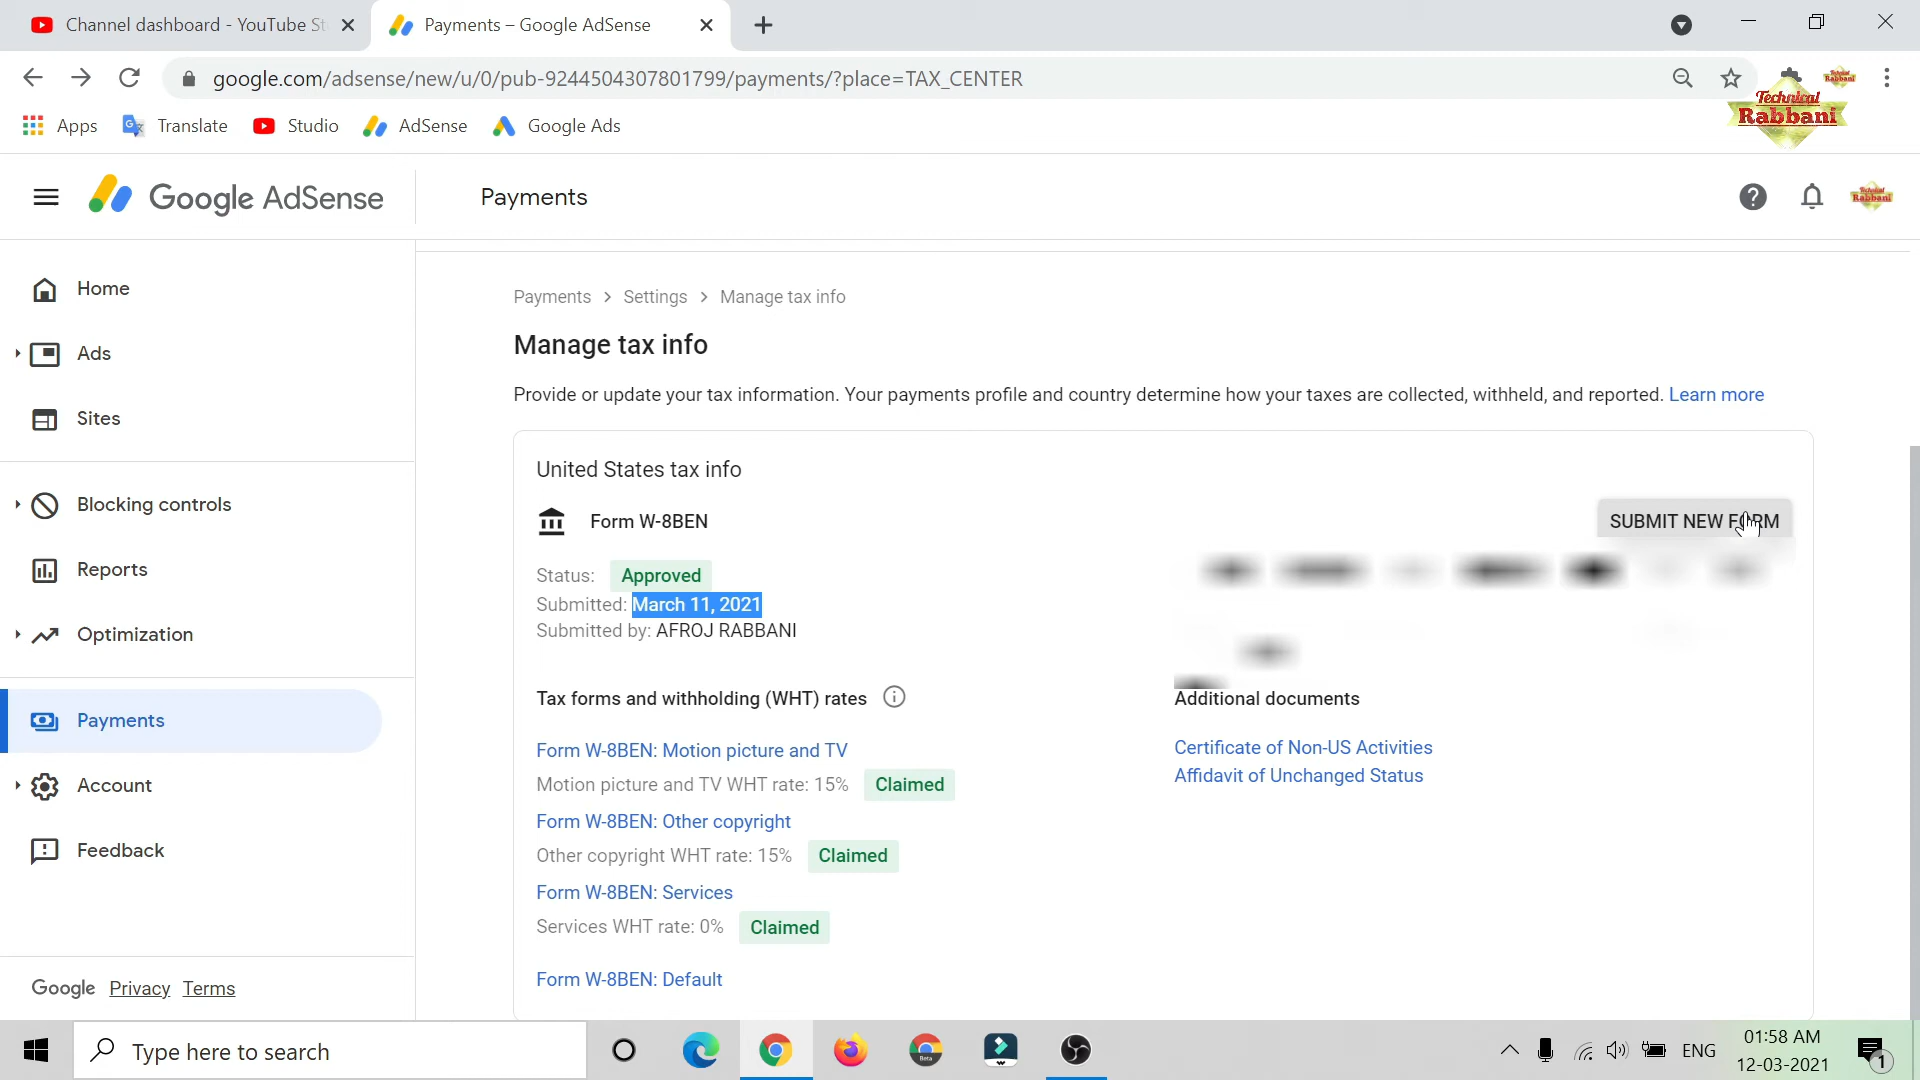 Channel dashboard - YouTube St
Payments – Google AdSense
google.com/adsense/new/u/0/pub-9244504307801799/payments/?place=TAX_CENTER
Technical
Rabbani
Apps
Translate
Studio
AdSense
Google Ads
Technical
Rabbani
Google AdSense
Payments
Technical
Rabbani
Home
Ads
Sites
Blocking controls
Reports
Optimization
Payments
Account
Feedback
Google Privacy Terms
Payments > Settings > Manage tax info
Manage tax info
Provide or update your tax information. Your payments profile and country determine how your taxes are collected, withheld, and reported. Learn more
United States tax info
Form W-8BEN
SUBMIT NEW FORM
Status: Approved
Submitted: March 11, 2021
Submitted by: AFROJ RABBANI
Tax forms and withholding (WHT) rates
Form W-8BEN: Motion picture and TV
Motion picture and TV WHT rate: 15% Claimed
Form W-8BEN: Other copyright
Other copyright WHT rate: 15% Claimed
Form W-8BEN: Services
Services WHT rate: 0% Claimed
Form W-8BEN: Default
Additional documents
Certificate of Non-US Activities
Affidavit of Unchanged Status
Type here to search
Beta
ENG
01:58 AM
12-03-2021
1